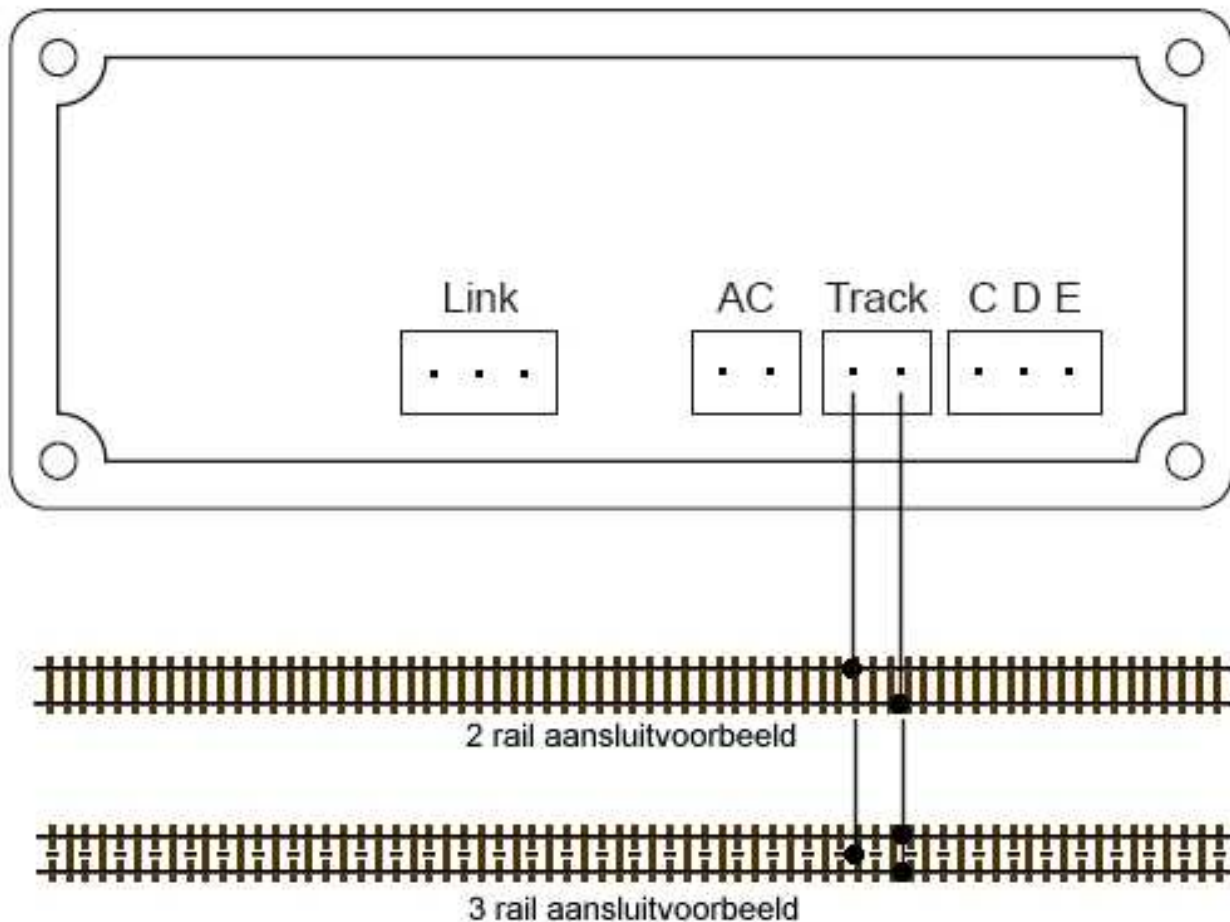 Link
AC
Track
C D E
2 rail aansluitvoorbeeld
3 rail aansluitvoorbeeld